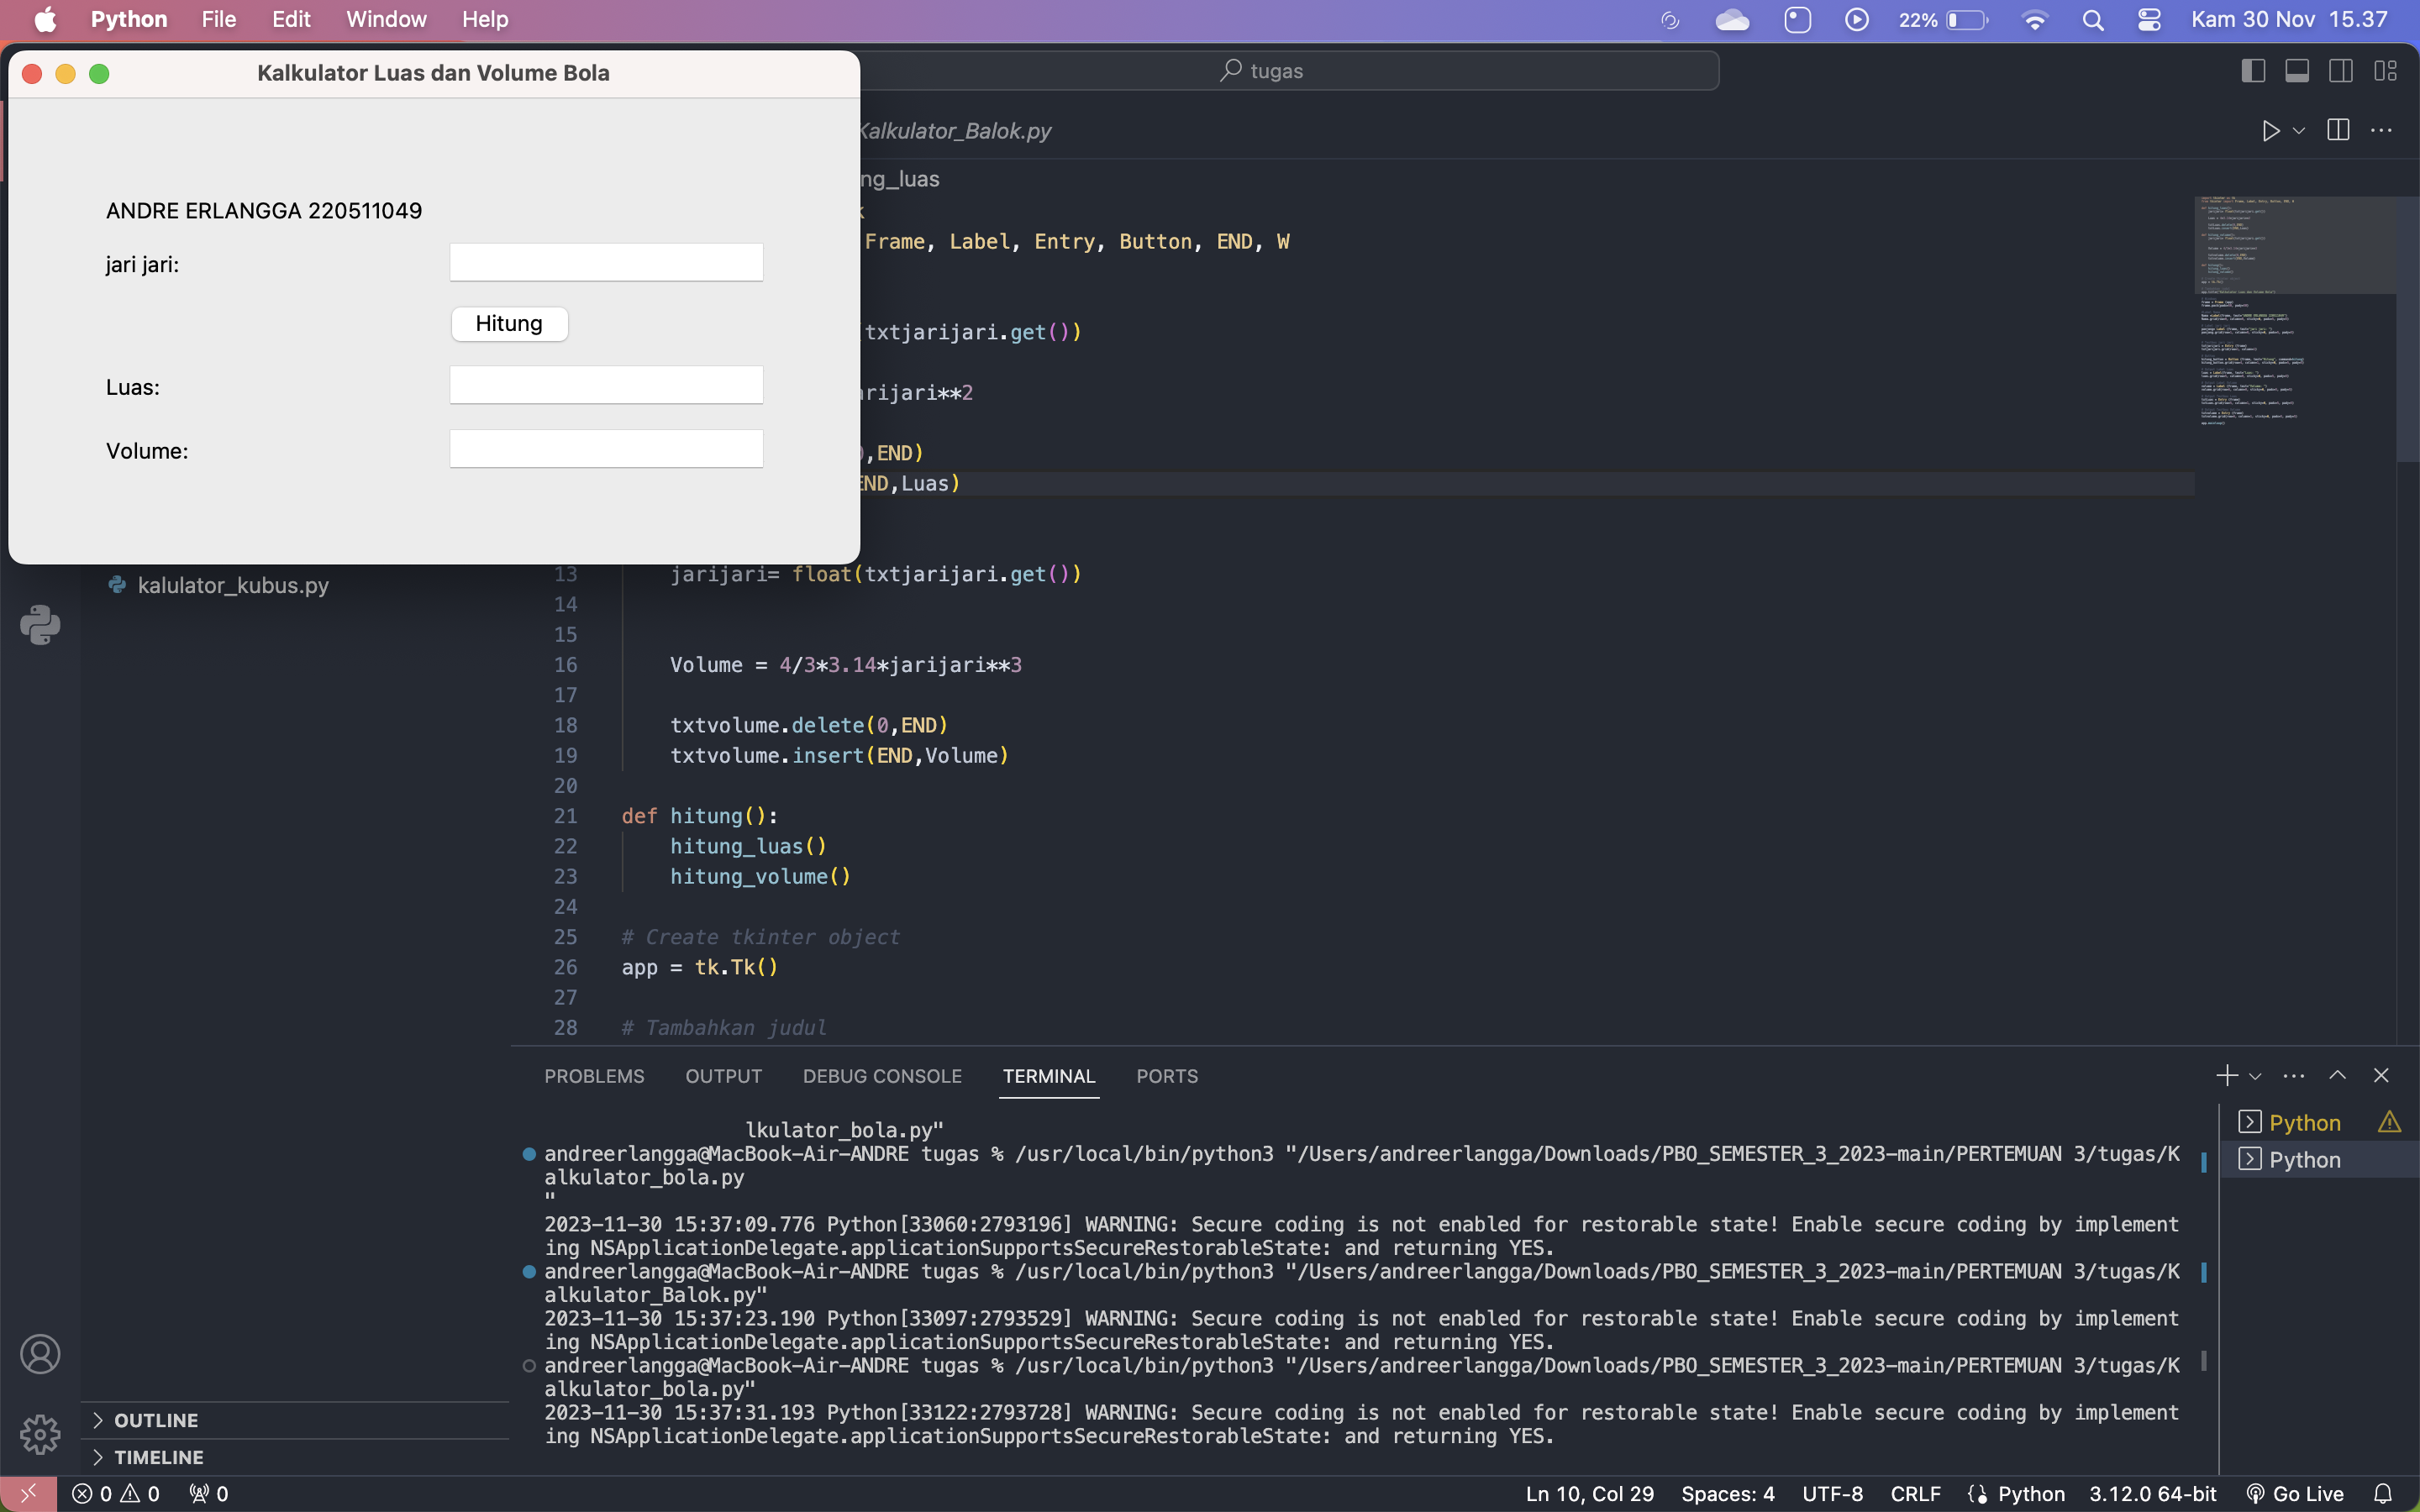 Python File Edit Window Help 22% Kam 30 Nov 15.37
Kalkulator Luas dan Volume Bola
tugas
Kalkulator_Balok.py
ng_luas
ANDRE ERLANGGA 220511049
jari jari:
Hitung
Luas:
Volume:
k
Frame, Label, Entry, Button, END, W
txtjarijari.get())
arijari**2
,END)
END,Luas)
kalulator_kubus.py
13 jarijari= float(txtjarijari.get())
14
15
16 Volume = 4/3*3.14*jarijari**3
17
18 txtvolume.delete(0,END)
19 txtvolume.insert(END,Volume)
20
21 def hitung():
22 hitung_luas()
23 hitung_volume()
24
25 # Create tkinter object
26 app = tk.Tk()
27
28 # Tambahkan judul
PROBLEMS OUTPUT DEBUG CONSOLE TERMINAL PORTS
lkulator_bola.py"
andreerlangga@MacBook-Air-ANDRE tugas % /usr/local/bin/python3 "/Users/andreerlangga/Downloads/PBO_SEMESTER_3_2023-main/PERTEMUAN 3/tugas/K
alkulator_bola.py
"
2023-11-30 15:37:09.776 Python[33060:2793196] WARNING: Secure coding is not enabled for restorable state! Enable secure coding by implement
ing NSApplicationDelegate.applicationSupportsSecureRestorableState: and returning YES.
andreerlangga@MacBook-Air-ANDRE tugas % /usr/local/bin/python3 "/Users/andreerlangga/Downloads/PBO_SEMESTER_3_2023-main/PERTEMUAN 3/tugas/K
alkulator_Balok.py"
2023-11-30 15:37:23.190 Python[33097:2793529] WARNING: Secure coding is not enabled for restorable state! Enable secure coding by implement
ing NSApplicationDelegate.applicationSupportsSecureRestorableState: and returning YES.
andreerlangga@MacBook-Air-ANDRE tugas % /usr/local/bin/python3 "/Users/andreerlangga/Downloads/PBO_SEMESTER_3_2023-main/PERTEMUAN 3/tugas/K
alkulator_bola.py"
2023-11-30 15:37:31.193 Python[33122:2793728] WARNING: Secure coding is not enabled for restorable state! Enable secure coding by implement
ing NSApplicationDelegate.applicationSupportsSecureRestorableState: and returning YES.
Python
Python
OUTLINE
TIMELINE
0 0 0 Ln 10, Col 29 Spaces: 4 UTF-8 CRLF Python 3.12.0 64-bit Go Live